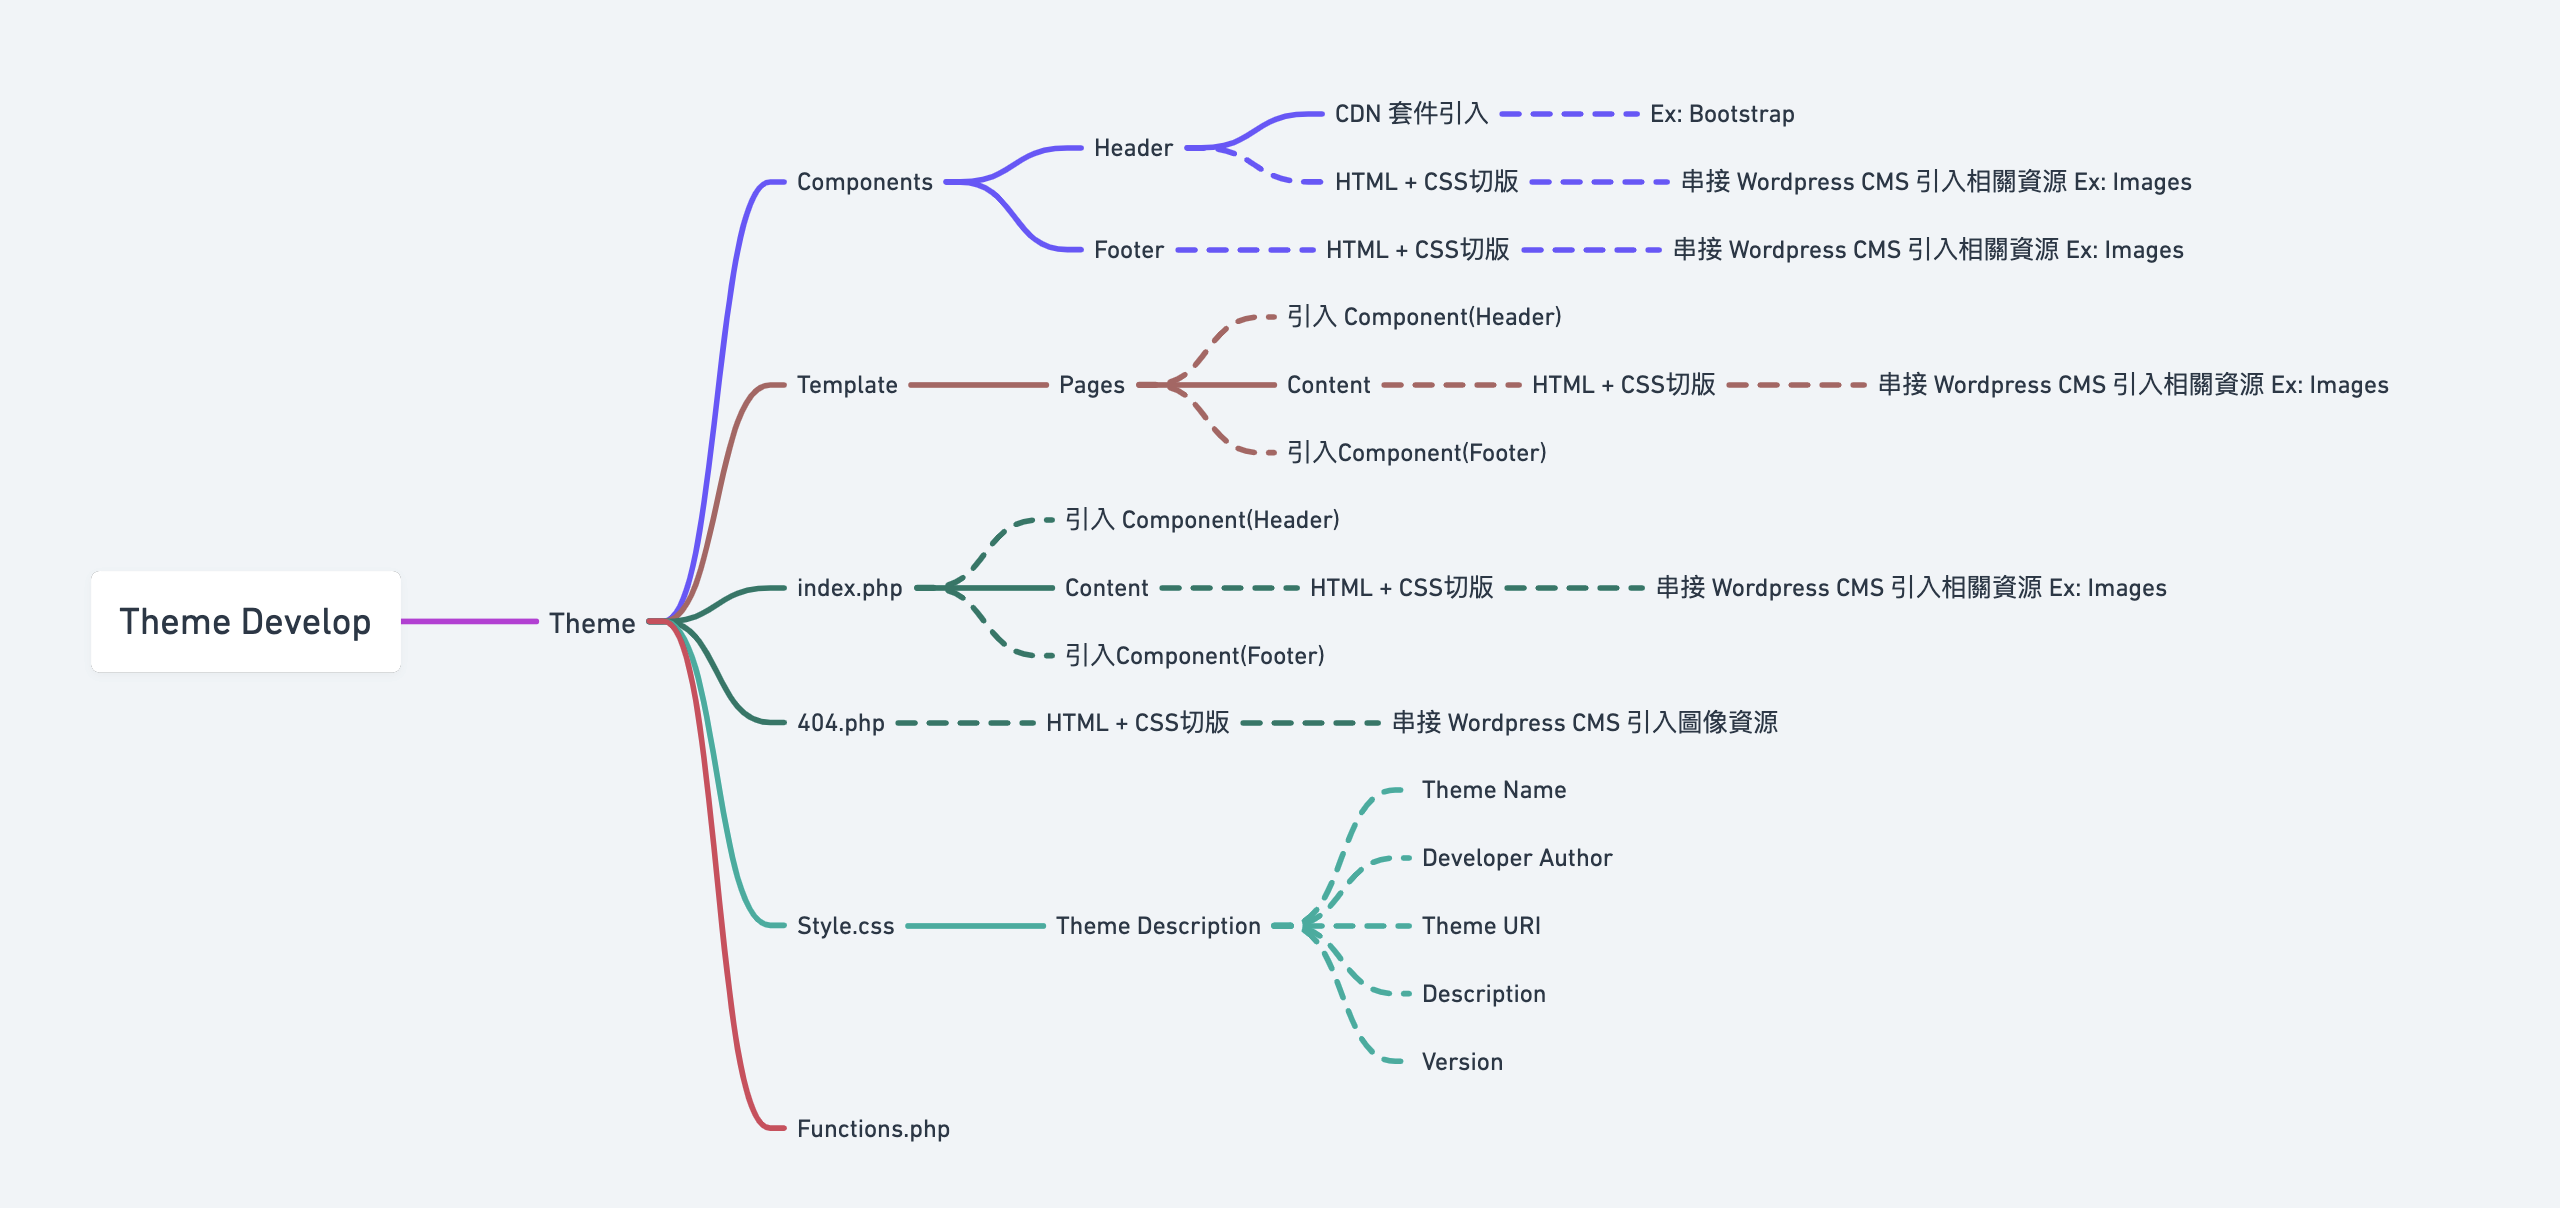 Theme Develop
Theme
Components
Header
CDN 套件引入
Ex: Bootstrap
HTML + CSS切版
串接 Wordpress CMS 引入相關資源 Ex: Images
Footer
HTML + CSS切版
串接 Wordpress CMS 引入相關資源 Ex: Images
Template
Pages
引入 Component(Header)
Content
HTML + CSS切版
串接 Wordpress CMS 引入相關資源 Ex: Images
引入Component(Footer)
index.php
引入 Component(Header)
Content
HTML + CSS切版
串接 Wordpress CMS 引入相關資源 Ex: Images
引入Component(Footer)
404.php
HTML + CSS切版
串接 Wordpress CMS 引入圖像資源
Style.css
Theme Description
Theme Name
Developer Author
Theme URI
Description
Version
Functions.php